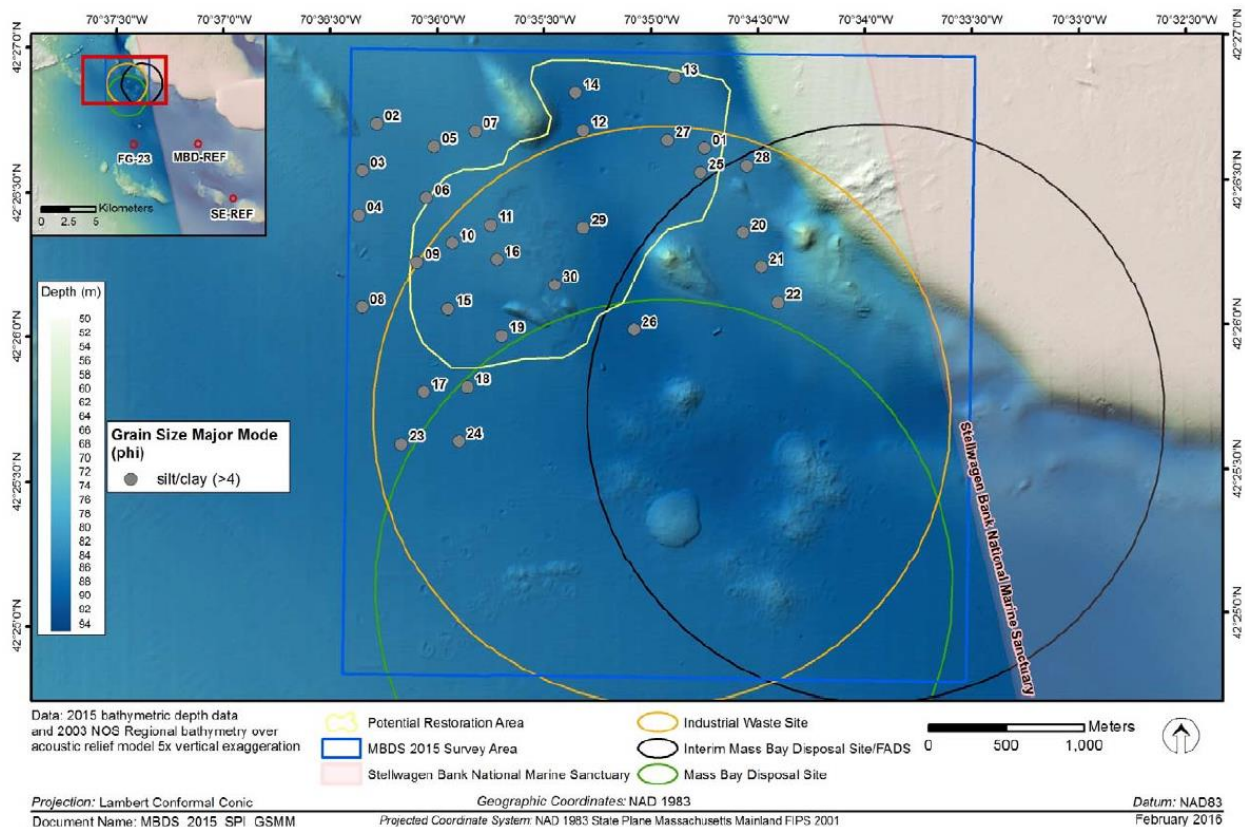 70°37'30"W 70°37'0"W 70°36'30"W 70°36'0"W 70°35'30"W 70°35'0"W 70°34'30"W 70°34'0"W 70°33'30"W 70°33'0"W 70°32'30"W
42°27'0"N
42°26'30"N
42°26'0"N
42°25'30"N
42°25'0"N
42°27'0"N
42°26'30"N
42°26'0"N
42°25'30"N
42°25'0"N
FG-23
MBD-REF
SE-REF
Kilometers
0 2.5 5
13
14
02
07
12
05
27
01
03
25
28
06
04
11
29
20
10
16
09
21
30
08
15
22
19
26
17
18
23
24
Depth (m)
50
54
56
58
60
62
64
66
68
70
72
74
76
78
80
82
84
86
88
90
92
94
Grain Size Major Mode
(phi)
silt/clay (>4)
Stellwagen Bank National Marine Sanctuary
Data: 2015 bathymetric depth data
and 2003 NOS Regional bathymetry over
acoustic relief model 5x vertical exaggeration
Potential Restoration Area
MBDS 2015 Survey Area
Stellwagen Bank National Marine Sanctuary
Industrial Waste Site
Interim Mass Bay Disposal Site/FADS
Mass Bay Disposal Site
Meters
0 500 1,000
Projection: Lambert Conformal Conic
Geographic Coordinates: NAD 1983
Datum: NAD83
Document Name: MBDS_2015_SPI_GSMM
Projected Coordinate System: NAD 1983 State Plane Massachusetts Mainland FIPS 2001
February 2016